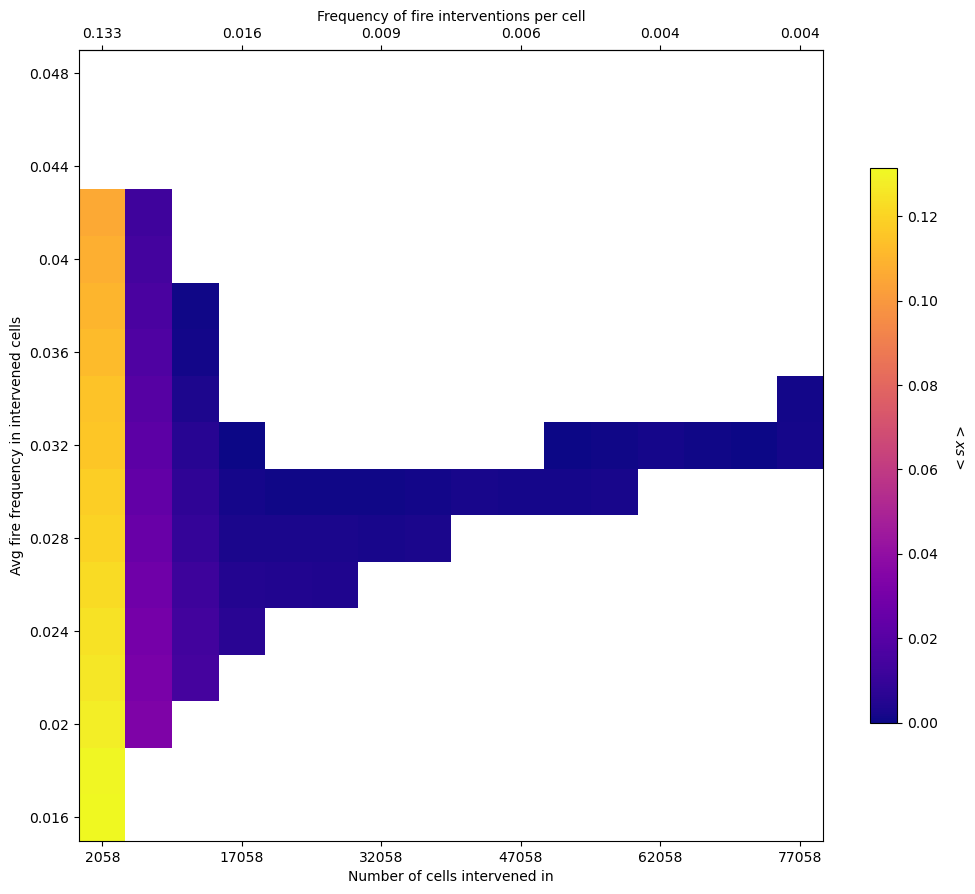 Frequency of fire interventions per cell
0.133 0.016 0.009 0.006 0.004 0.004
0.048
0.044
0.04
0.036
0.032
0.028
0.024
0.02
0.016
Avg fire frequency in intervened cells
2058 17058 32058 47058 62058 77058
Number of cells intervened in
0.12
0.10
0.08
0.06
0.04
0.02
0.00
< sx >